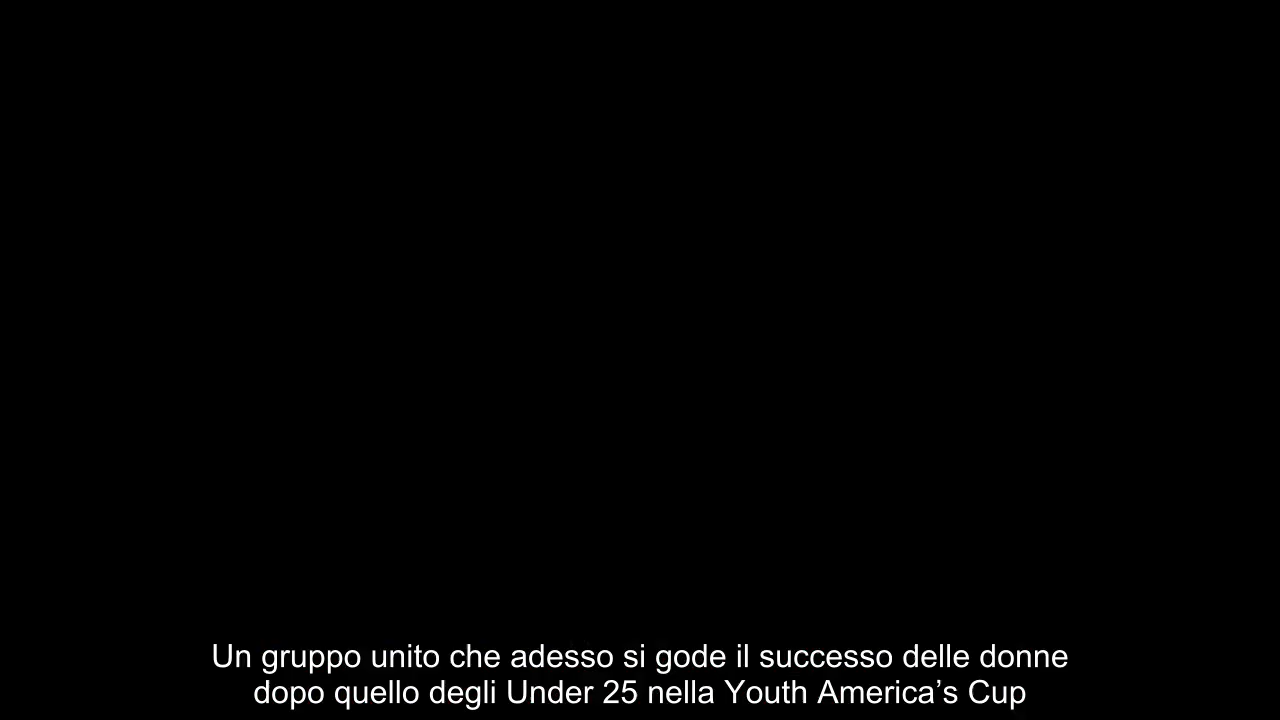 Un gruppo unito che adesso si gode il successo delle donne
dopo quello degli Under 25 nella Youth America’s Cup